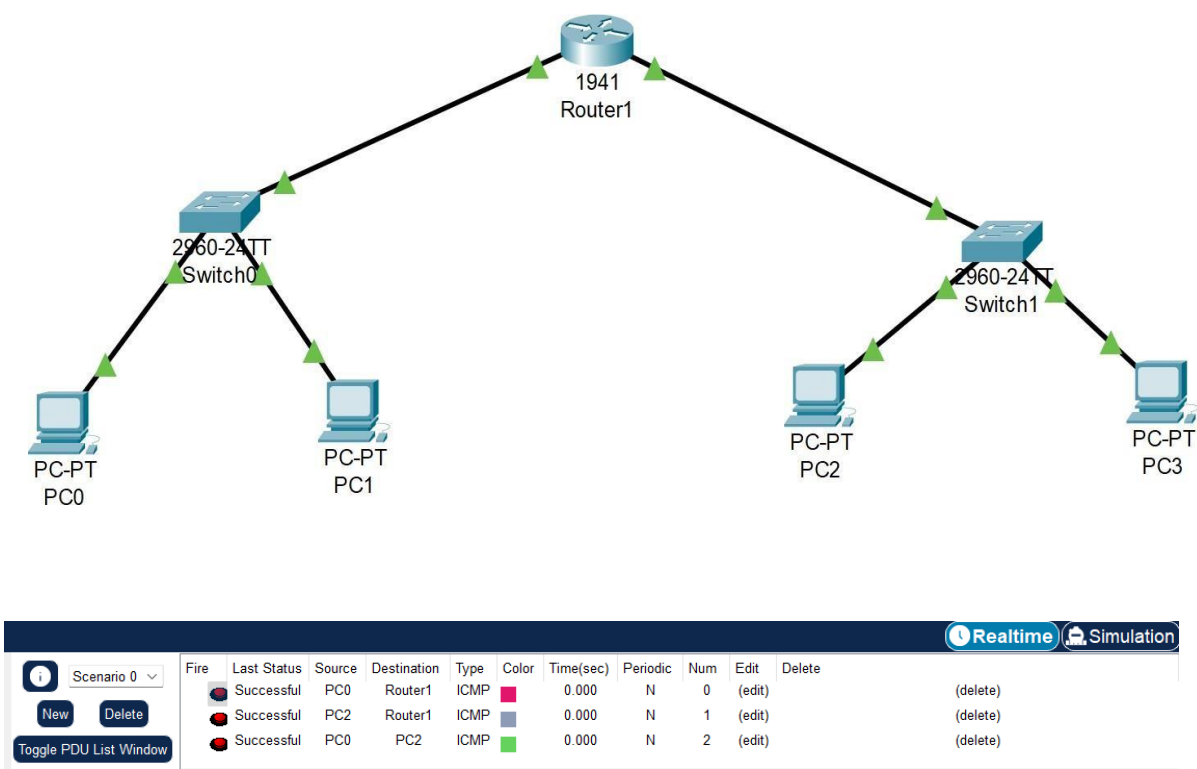 1941
Router1
2960-24TT
Switch0
2960-24TT
Switch1
PC-PT
PC0
PC-PT
PC1
PC-PT
PC2
PC-PT
PC3
Realtime Simulation
i Scenario 0
New Delete
Toggle PDU List Window
Fire Last Status Source Destination Type Color Time(sec) Periodic Num Edit Delete
Successful PC0 Router1 ICMP 0.000 N 0 (edit) (delete)
Successful PC2 Router1 ICMP 0.000 N 1 (edit) (delete)
Successful PC0 PC2 ICMP 0.000 N 2 (edit) (delete)